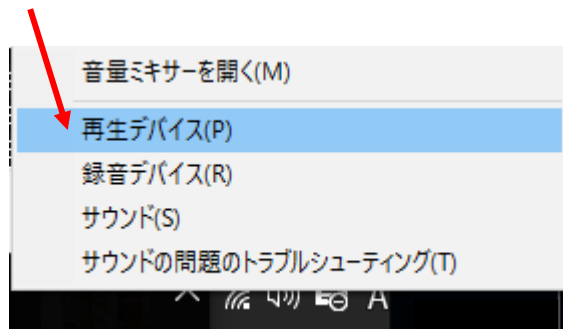 音量ミキサーを開く(M)
再生デバイス(P)
録音デバイス(R)
サウンド(S)
サウンドの問題のトラブルシューティング(T)
A